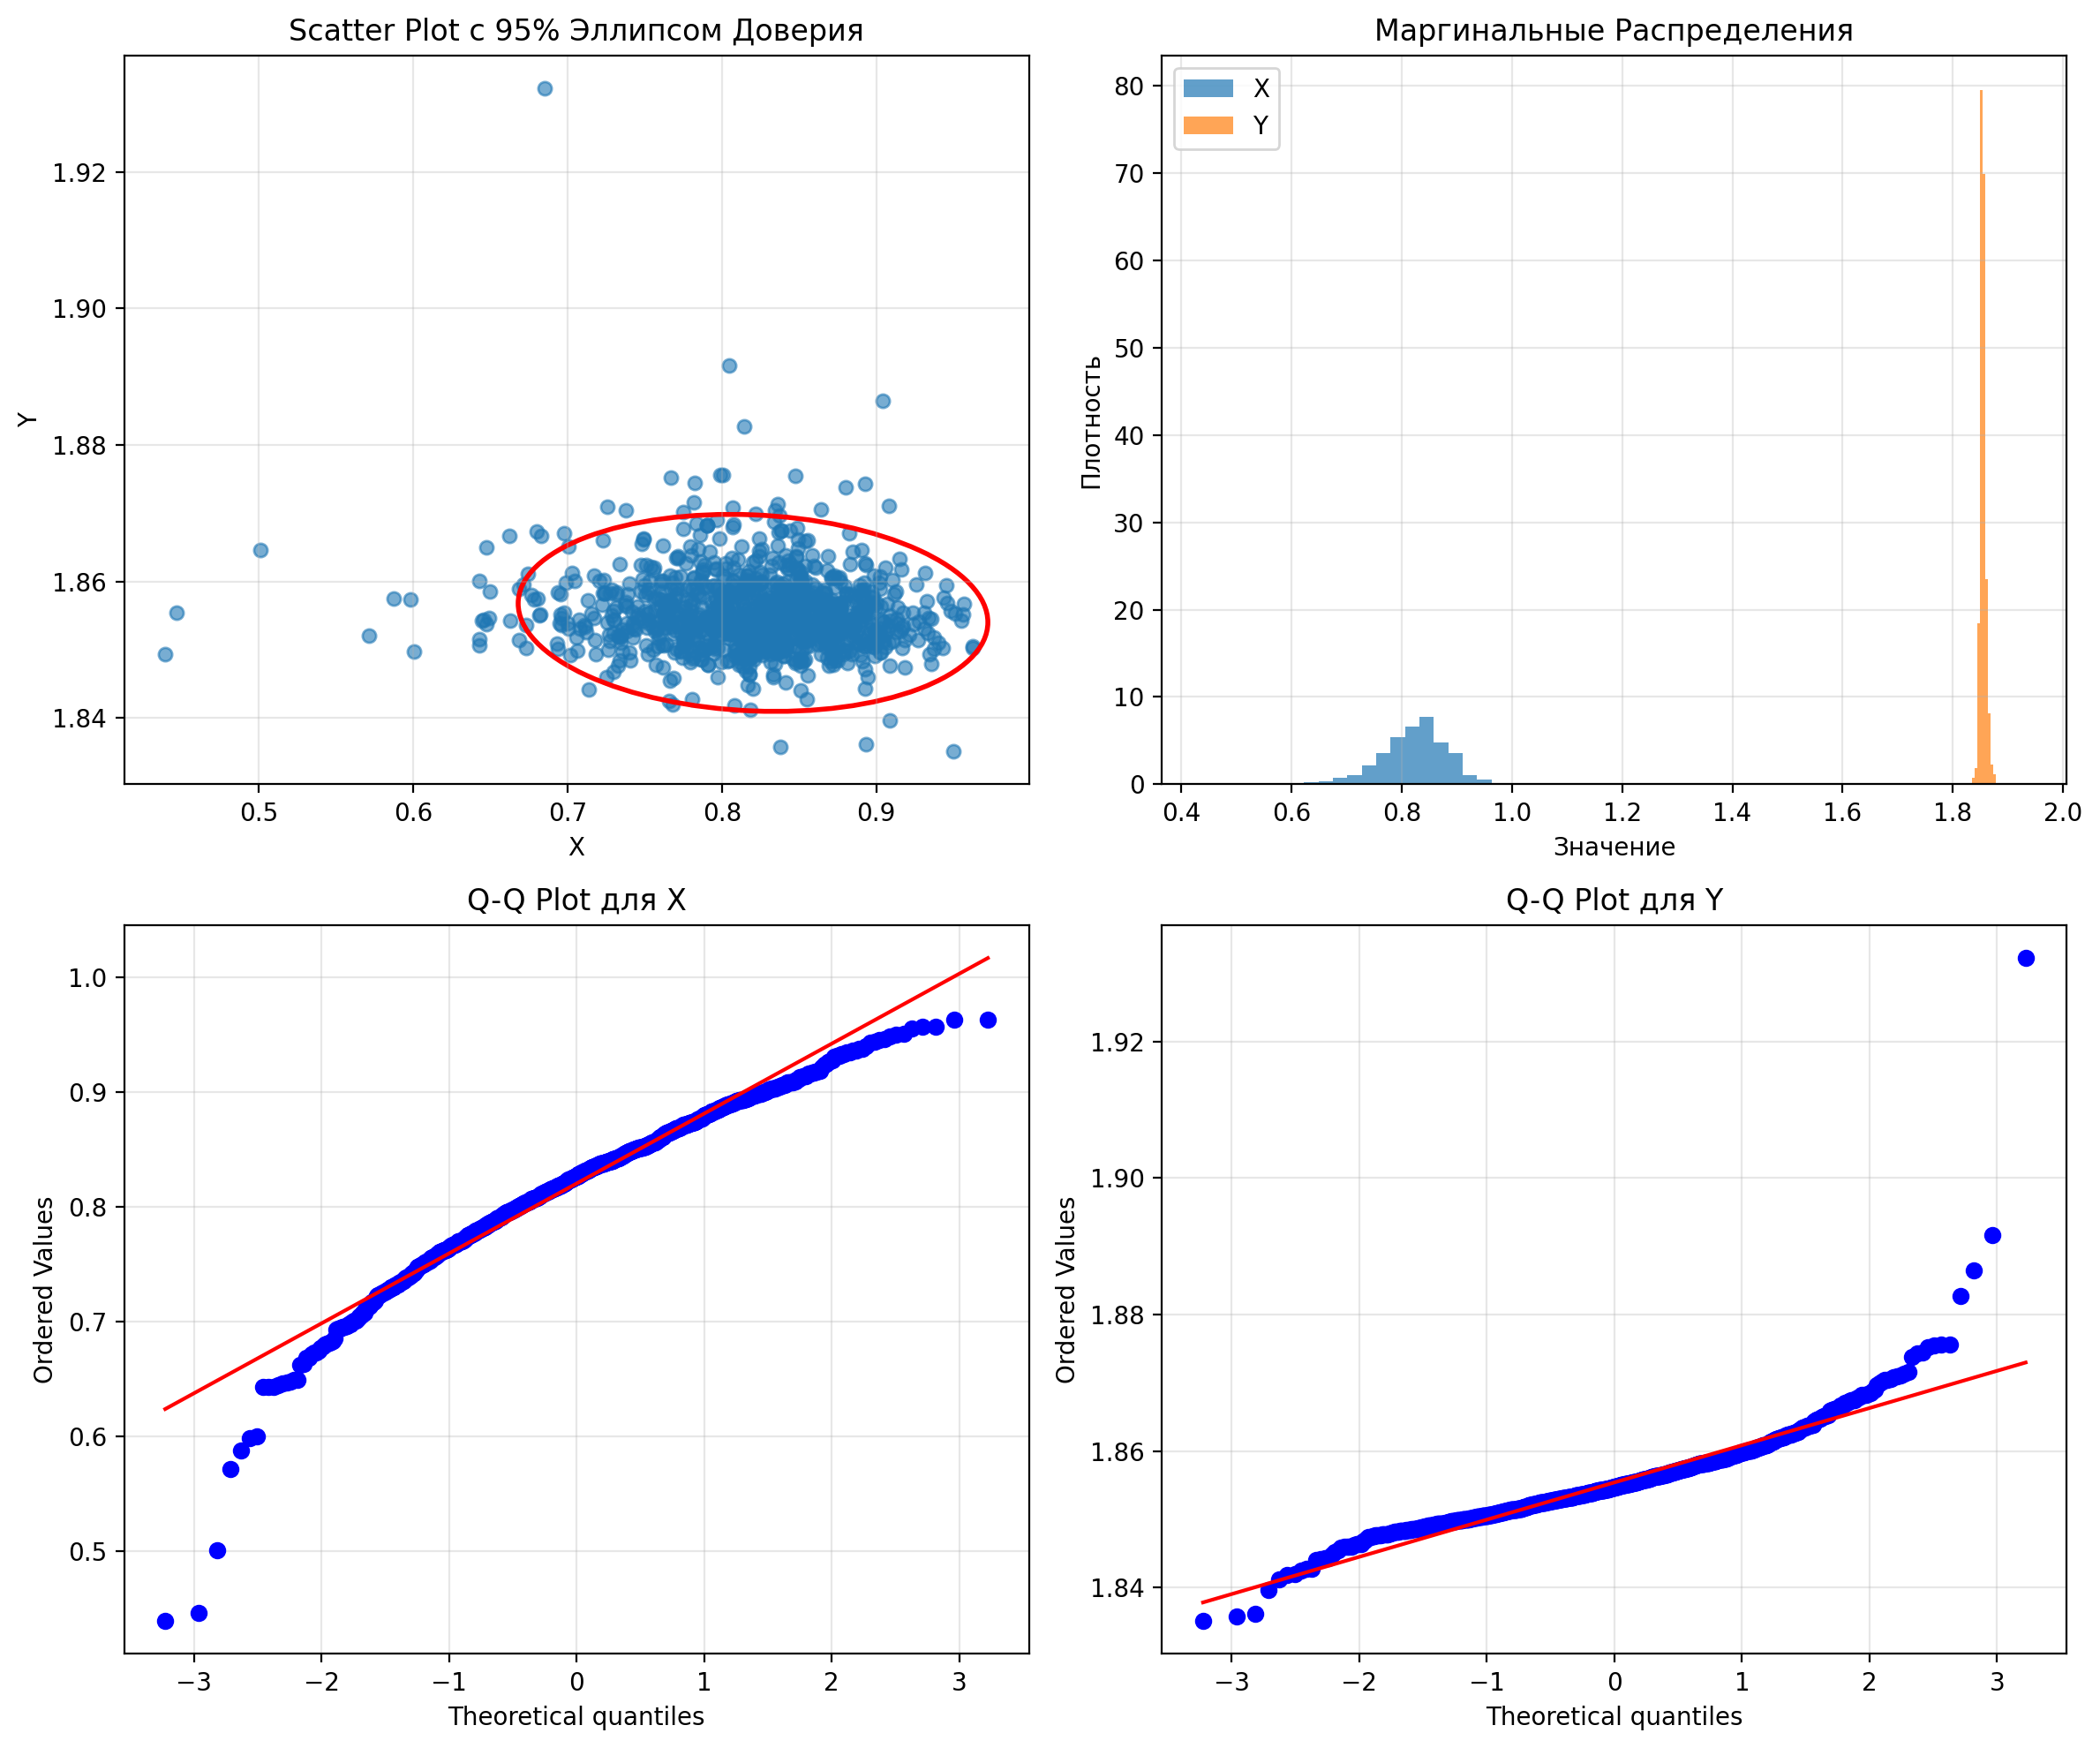 Scatter Plot с 95% Эллипсом Доверия
1.92
1.90
1.88
1.86
1.84
Y
0.5 0.6 0.7 0.8 0.9
X
Маргинальные Распределения
X
Y
80
70
60
50
40
30
20
10
0
Плотность
0.4 0.6 0.8 1.0 1.2 1.4 1.6 1.8 2.0
Значение
Q-Q Plot для X
1.0
0.9
0.8
0.7
0.6
0.5
Ordered Values
−3 −2 −1 0 1 2 3
Theoretical quantiles
Q-Q Plot для Y
1.92
1.90
1.88
1.86
1.84
Ordered Values
−3 −2 −1 0 1 2 3
Theoretical quantiles